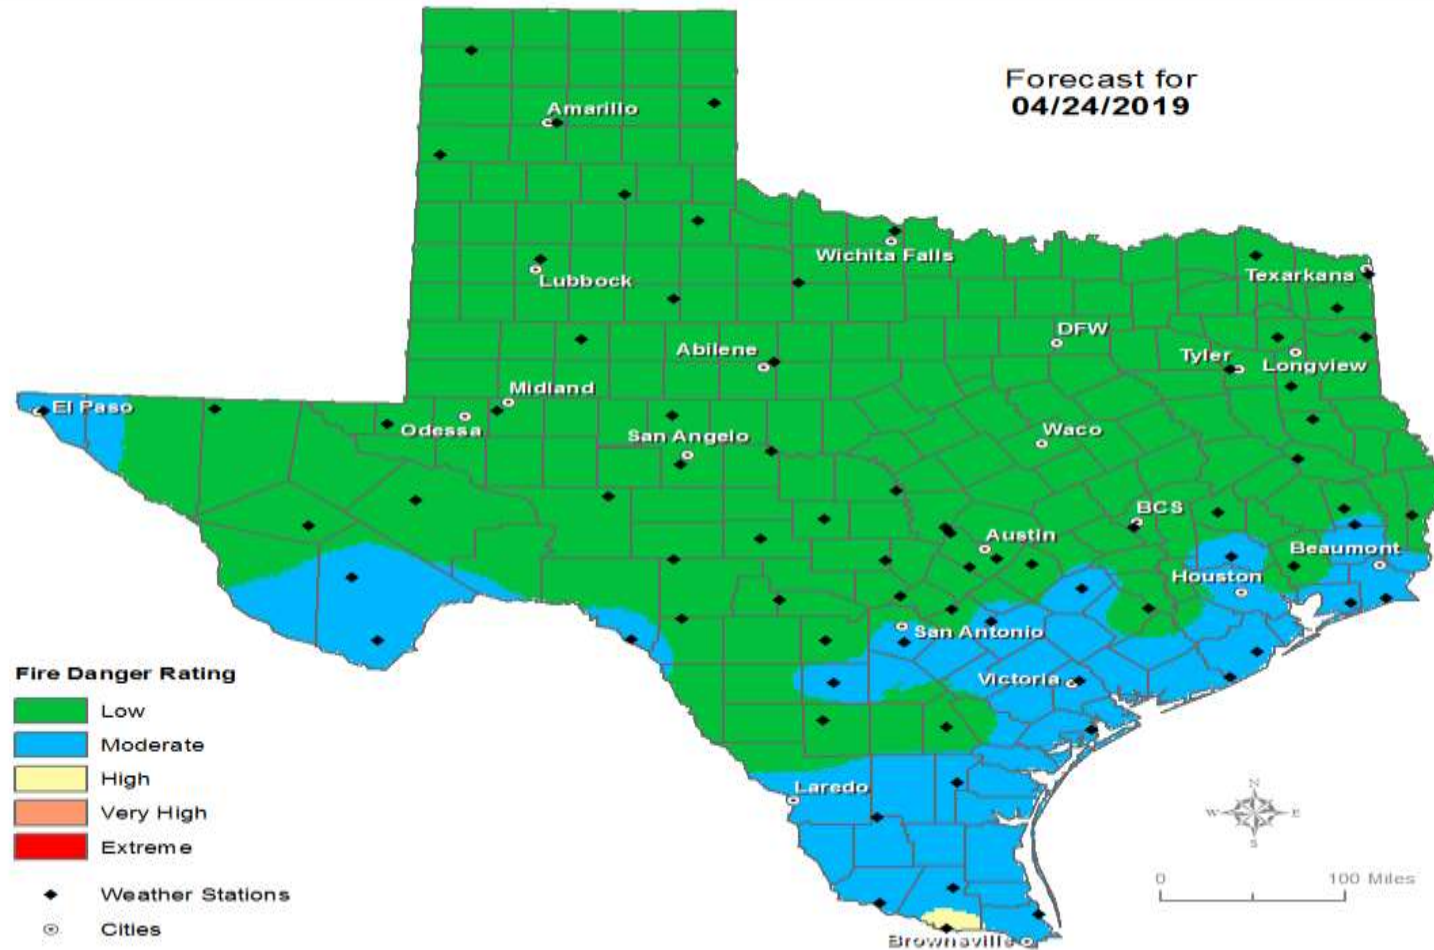 Forecast for
04/24/2019
Amarillo
Wichita Falls
Lubbock
Texarkana
DFW
Abilene
Tyler
Longview
Midland
El Paso
Odessa
San Angelo
Waco
BCS
Austin
Beaumont
Houston
San Antonio
Victoria
Laredo
Brownsville
Fire Danger Rating
Low
Moderate
High
Very High
Extreme
Weather Stations
Cities
N
W E
S
0 100 Miles